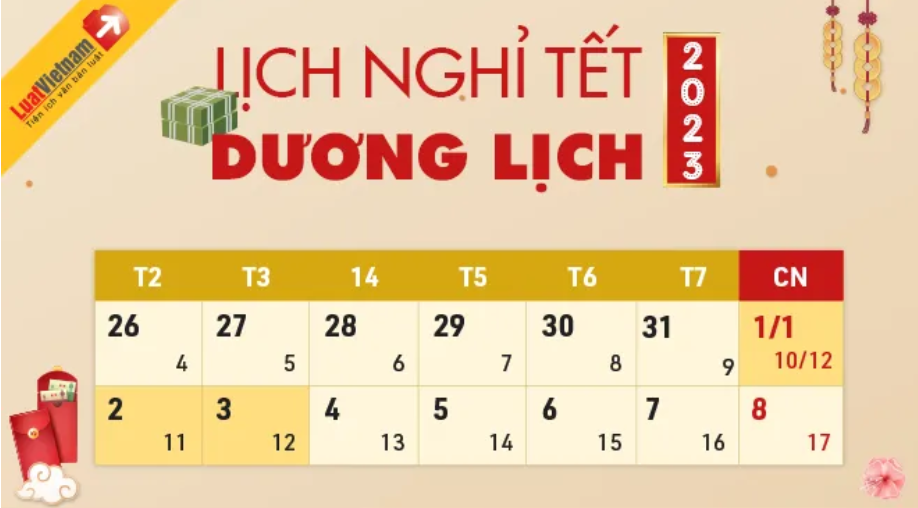 LuatVietnam
Tiện ích văn bản luật
LỊCH NGHỈ TẾT
DƯƠNG LỊCH
2023
T2 T3 14 T5 T6 T7 CN
26 27 28 29 30 31 1/1
4 5 6 7 8 9 10/12
2 3 4 5 6 7 8
11 12 13 14 15 16 17